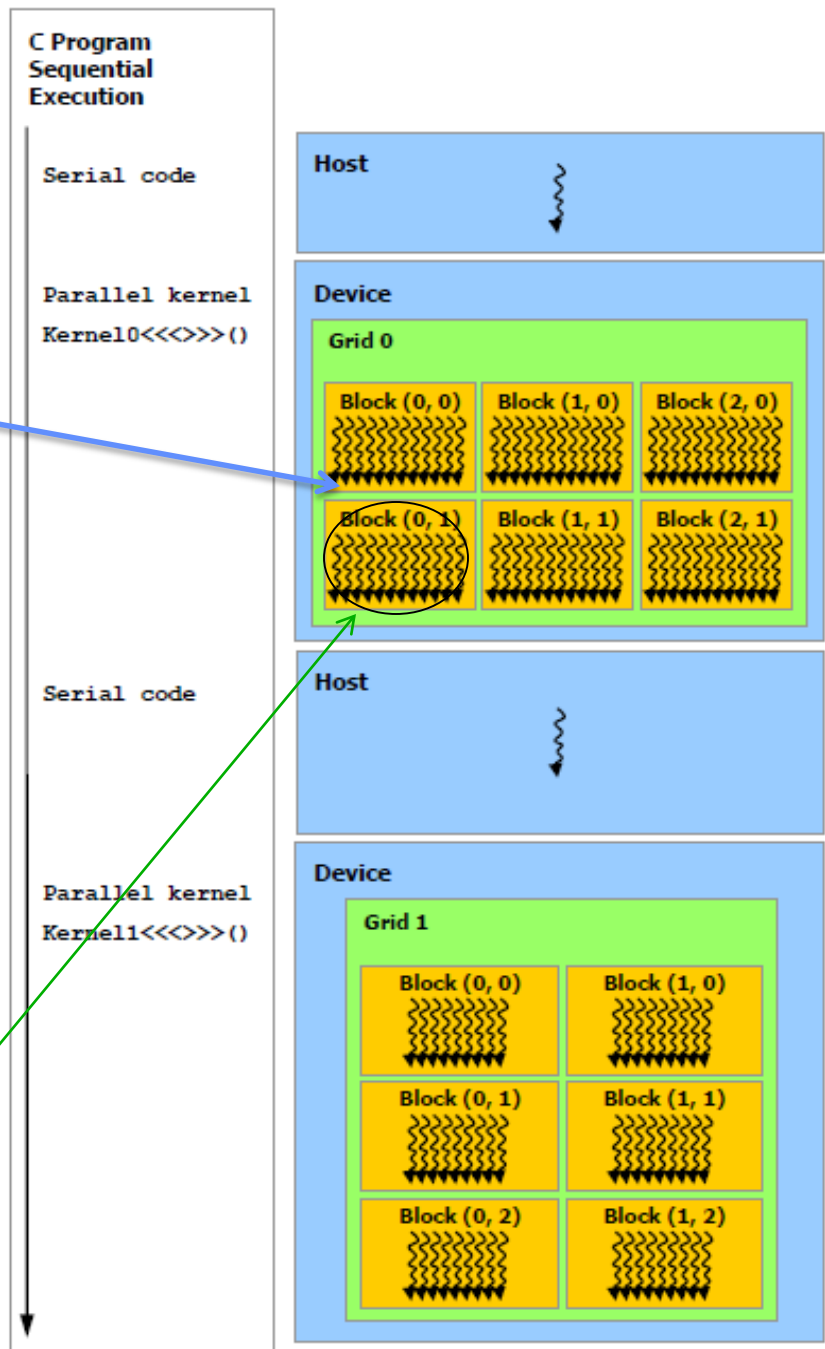 C Program
Sequential
Execution
Serial code
Host
Parallel kernel
Kernel0<<<>>>()
Device
Grid 0
Block (0, 0)
Block (1, 0)
Block (2, 0)
Block (0, 1)
Block (1, 1)
Block (2, 1)
Serial code
Host
Parallel kernel
Kernel1<<<>>>()
Device
Grid 1
Block (0, 0)
Block (1, 0)
Block (0, 1)
Block (1, 1)
Block (0, 2)
Block (1, 2)